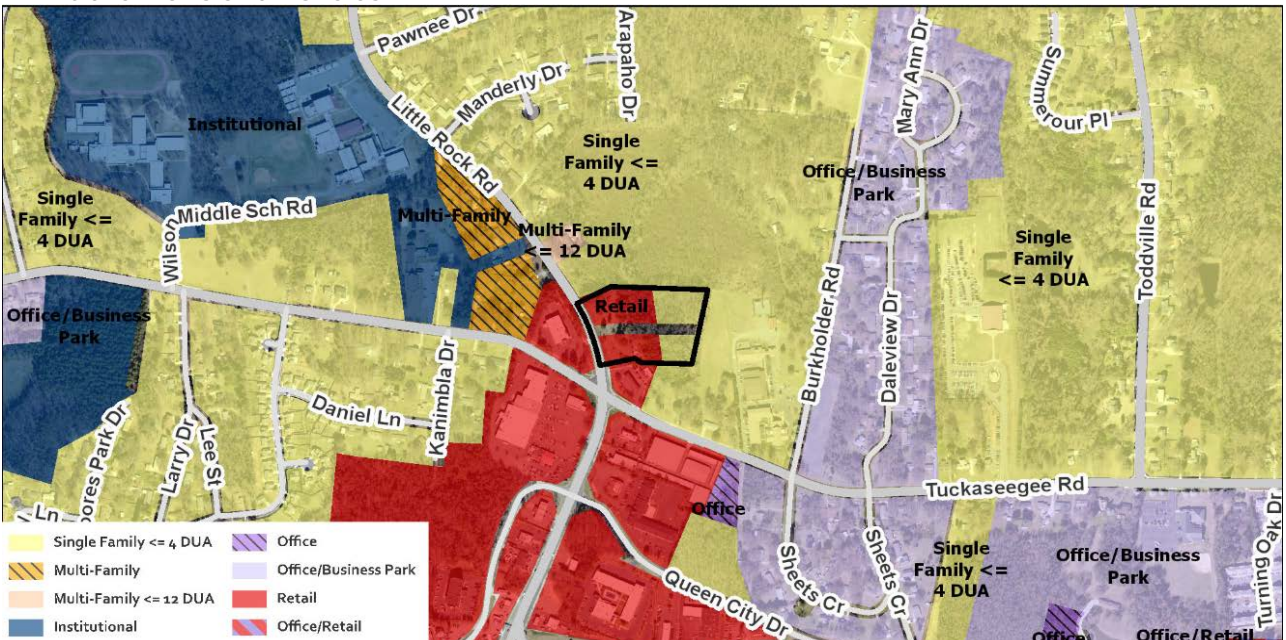 Pawnee Dr
Manderly Dr
Arapaho Dr
Little Rock Rd
Institutional
Single
Family <=
4 DUA
Mary Ann Dr
Summerour Pl
Office/Business
Park
Toddville Rd
Single
Family <=
4 DUA
Wilson
Middle Sch Rd
Multi-Family
Multi-Family
<= 12 DUA
Single
Family
<= 4 DUA
Office/Business
Park
Retail
Burkholder Rd
Daleview Dr
Kanimbla Dr
Daniel Ln
Larry Dr
Lee St
oores Park Dr
Ln
Tuckaseegee Rd
Office
Queen City Dr
Sheets Cr
Sheets Cr
Single
Family <=
4 DUA
Office/Business
Park
Turning Oak Dr
Office
Office/Retail
Single Family <= 4 DUA
Multi-Family
Multi-Family <= 12 DUA
Institutional
Office
Office/Business Park
Retail
Office/Retail